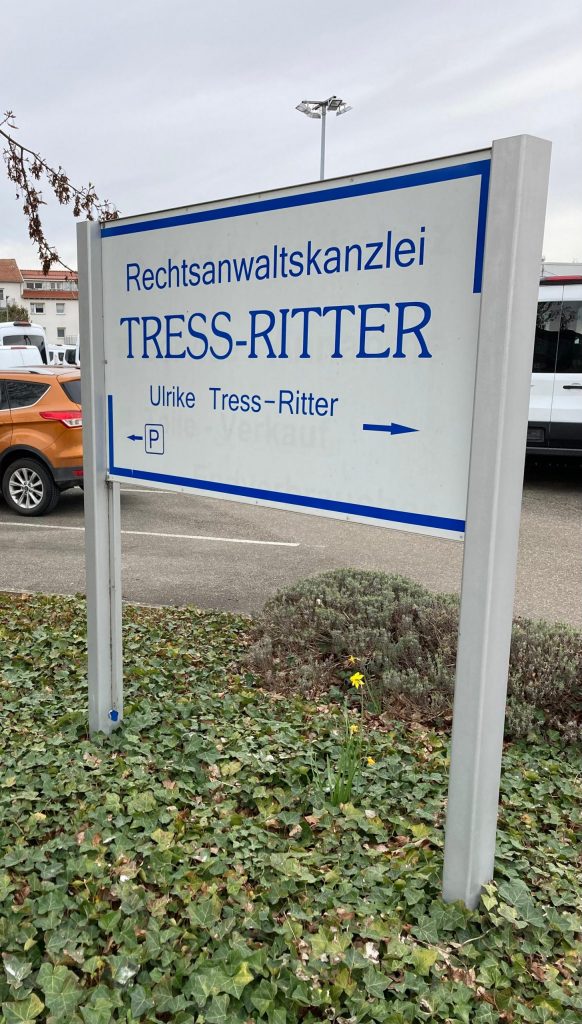 Rechtsanwaltskanzlei
TRESS-RITTER
Ulrike Tress-Ritter
P